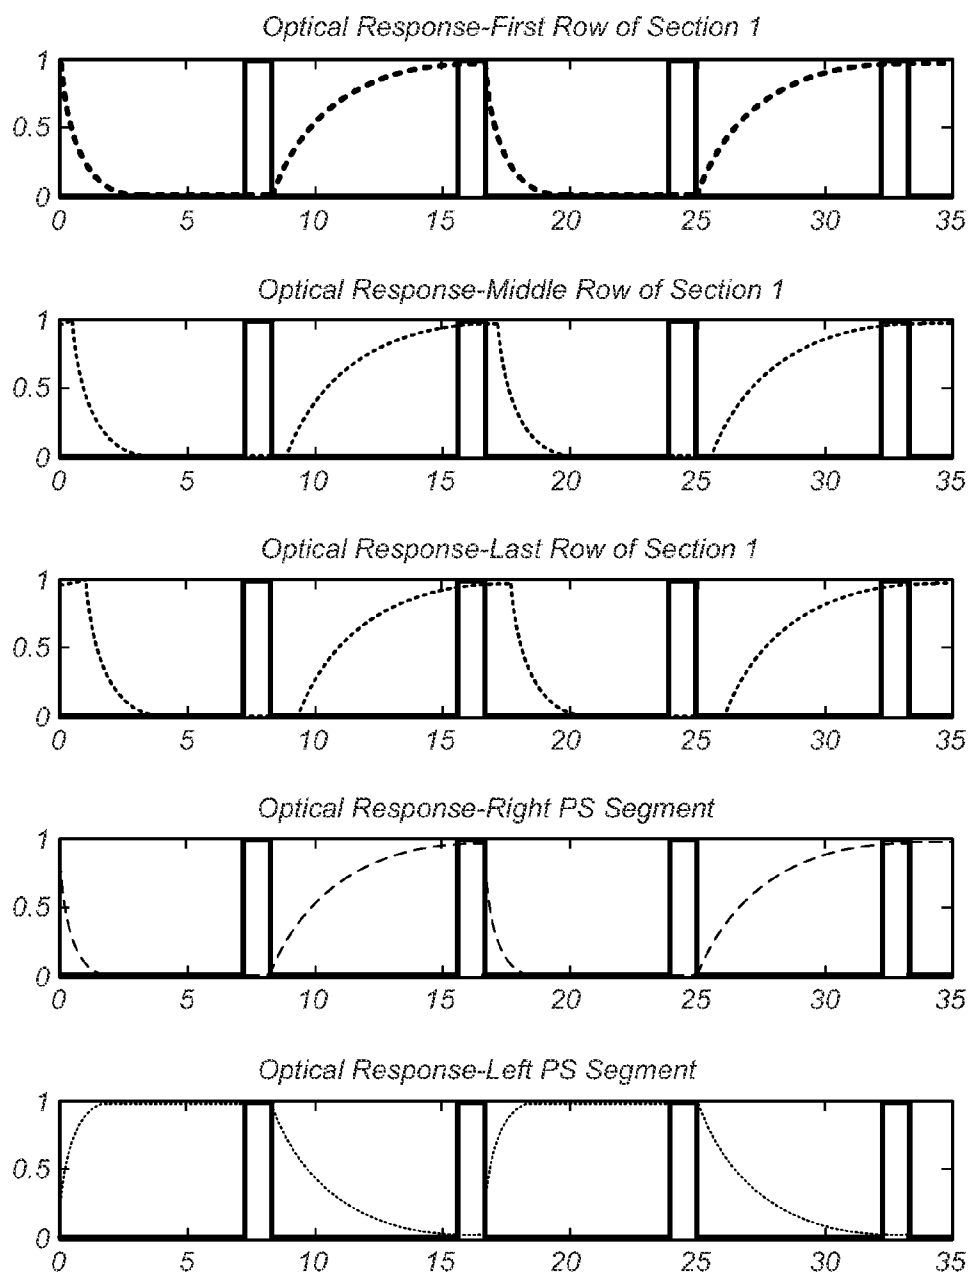 Optical Response-First Row of Section 1
1
0.5
0
0 5 10 15 20 25 30 35
Optical Response-Middle Row of Section 1
1
0.5
0
0 5 10 15 20 25 30 35
Optical Response-Last Row of Section 1
1
0.5
0
0 5 10 15 20 25 30 35
Optical Response-Right PS Segment
1
0.5
0
0 5 10 15 20 25 30 35
Optical Response-Left PS Segment
1
0.5
0
0 5 10 15 20 25 30 35